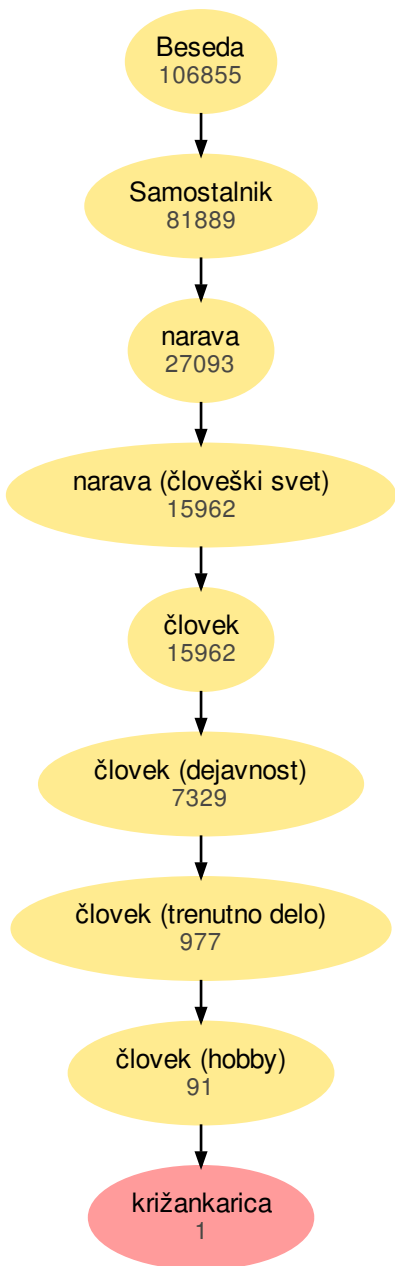 Beseda
106855
Samostalnik
81889
narava
27093
narava (človeški svet)
15962
človek
15962
človek (dejavnost)
7329
človek (trenutno delo)
977
človek (hobby)
91
križankarica
1